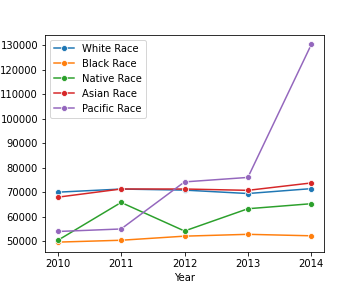 130000
120000
110000
100000
90000
80000
70000
60000
50000
White Race
Black Race
Native Race
Asian Race
Pacific Race
2010 2011 2012 2013 2014
Year